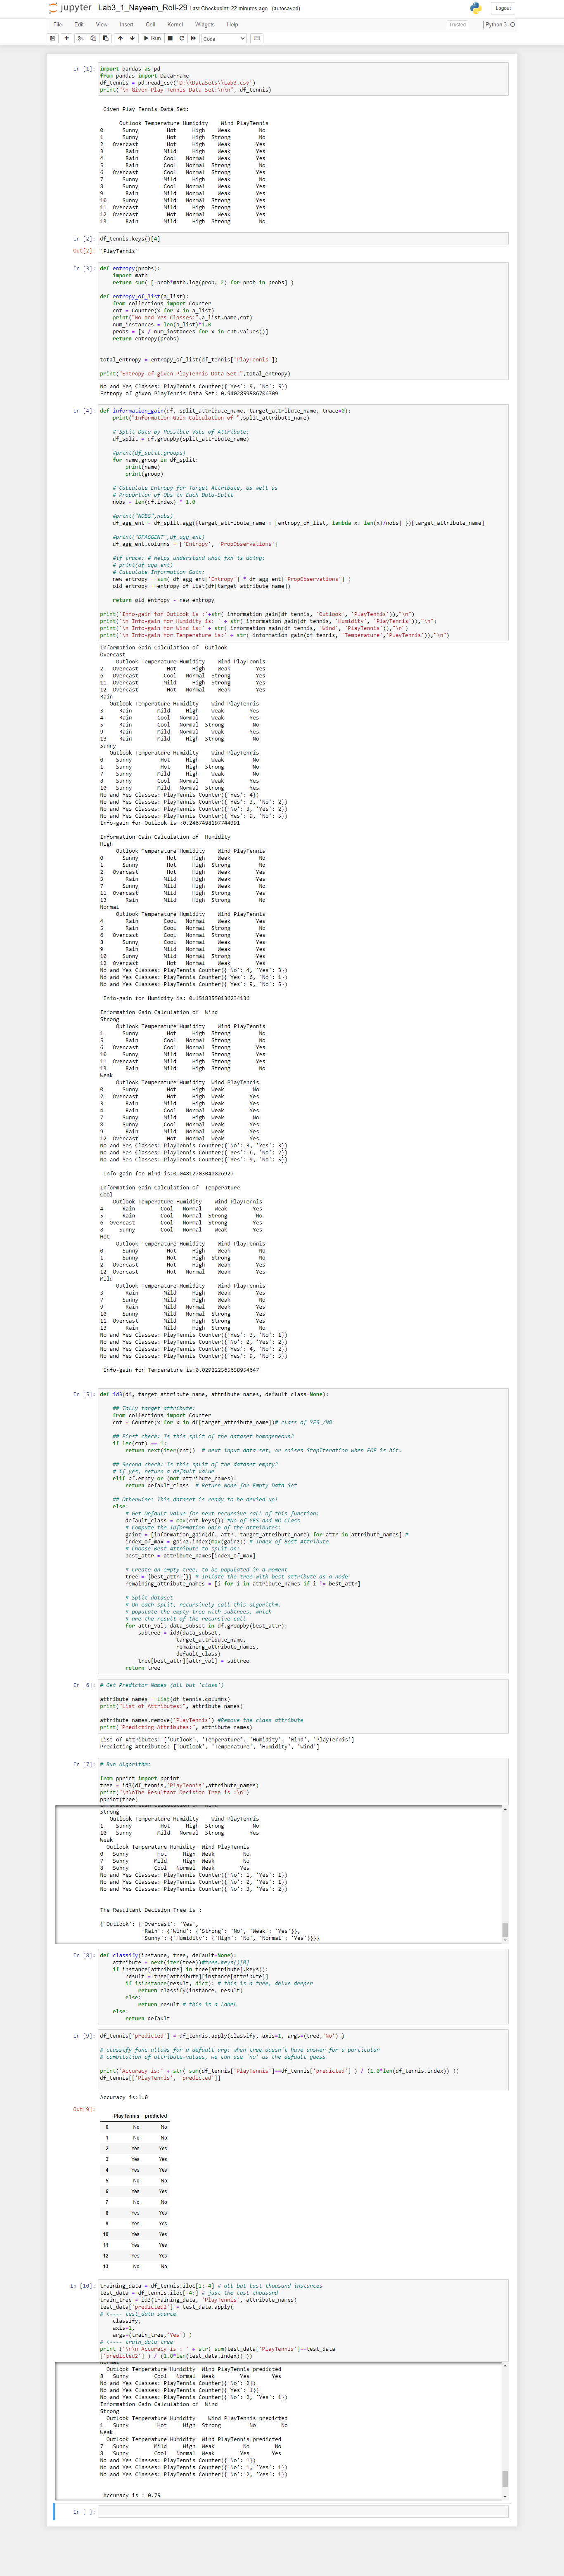 jupyter Lab3_1_Nayeem_Roll-29 Last Checkpoint: 22 minutes ago (autosaved)
Logout
File Edit View Insert Cell Kernel Widgets Help
Trusted Python 3
Run Code
In [1]: import pandas as pd
from pandas import DataFrame
df_tennis = pd.read_csv('D:\\DataSets\\Lab3.csv')
print("\n Given Play Tennis Data Set:\n\n", df_tennis)
Given Play Tennis Data Set:
Outlook Temperature Humidity Wind PlayTennis
0 Sunny Hot High Weak No
1 Sunny Hot High Strong No
2 Overcast Hot High Weak Yes
3 Rain Mild High Weak Yes
4 Rain Cool Normal Weak Yes
5 Rain Cool Normal Strong No
6 Overcast Cool Normal Strong Yes
7 Sunny Mild High Weak No
8 Sunny Cool Normal Weak Yes
9 Rain Mild Normal Weak Yes
10 Sunny Mild Normal Strong Yes
11 Overcast Mild High Strong Yes
12 Overcast Hot Normal Weak Yes
13 Rain Mild High Strong No
In [2]: df_tennis.keys()[4]
Out[2]: 'PlayTennis'
In [3]: def entropy(probs):
import math
return sum( [-prob*math.log(prob, 2) for prob in probs] )
def entropy_of_list(a_list):
from collections import Counter
cnt = Counter(x for x in a_list)
print("No and Yes Classes:",a_list.name,cnt)
num_instances = len(a_list)*1.0
probs = [x / num_instances for x in cnt.values()]
return entropy(probs)
total_entropy = entropy_of_list(df_tennis['PlayTennis'])
print("Entropy of given PlayTennis Data Set:",total_entropy)
No and Yes Classes: PlayTennis Counter({'Yes': 9, 'No': 5})
Entropy of given PlayTennis Data Set: 0.9402859586706309
In [4]: def information_gain(df, split_attribute_name, target_attribute_name, trace=0):
print("Information Gain Calculation of ",split_attribute_name)
# Split Data by Possible Vals of Attribute:
df_split = df.groupby(split_attribute_name)
#print(df_split.groups)
for name,group in df_split:
print(name)
print(group)
# Calculate Entropy for Target Attribute, as well as
# Proportion of Obs in Each Data-Split
nobs = len(df.index) * 1.0
#print("NOBS",nobs)
df_agg_ent = df_split.agg({target_attribute_name : [entropy_of_list, lambda x: len(x)/nobs] })[target_attribute_name]
#print("DFAGGENT",df_agg_ent)
df_agg_ent.columns = ['Entropy', 'PropObservations']
#if trace: # helps understand what fxn is doing:
# print(df_agg_ent)
# Calculate Information Gain:
new_entropy = sum( df_agg_ent['Entropy'] * df_agg_ent['PropObservations'] )
old_entropy = entropy_of_list(df[target_attribute_name])
return old_entropy - new_entropy
print('Info-gain for Outlook is :'+str( information_gain(df_tennis, 'Outlook', 'PlayTennis')),"\n")
print('\n Info-gain for Humidity is: ' + str( information_gain(df_tennis, 'Humidity', 'PlayTennis')),"\n")
print('\n Info-gain for Wind is:' + str( information_gain(df_tennis, 'Wind', 'PlayTennis')),"\n")
print('\n Info-gain for Temperature is:' + str( information_gain(df_tennis, 'Temperature','PlayTennis')),"\n")
Information Gain Calculation of Outlook
Overcast
Outlook Temperature Humidity Wind PlayTennis
2 Overcast Hot High Weak Yes
6 Overcast Cool Normal Strong Yes
11 Overcast Mild High Strong Yes
12 Overcast Hot Normal Weak Yes
Rain
Outlook Temperature Humidity Wind PlayTennis
3 Rain Mild High Weak Yes
4 Rain Cool Normal Weak Yes
5 Rain Cool Normal Strong No
9 Rain Mild Normal Weak Yes
13 Rain Mild High Strong No
Sunny
Outlook Temperature Humidity Wind PlayTennis
0 Sunny Hot High Weak No
1 Sunny Hot High Strong No
7 Sunny Mild High Weak No
8 Sunny Cool Normal Weak Yes
10 Sunny Mild Normal Strong Yes
No and Yes Classes: PlayTennis Counter({'Yes': 4})
No and Yes Classes: PlayTennis Counter({'Yes': 3, 'No': 2})
No and Yes Classes: PlayTennis Counter({'No': 3, 'Yes': 2})
No and Yes Classes: PlayTennis Counter({'Yes': 9, 'No': 5})
Info-gain for Outlook is :0.2467498197744391
Information Gain Calculation of Humidity
High
Outlook Temperature Humidity Wind PlayTennis
0 Sunny Hot High Weak No
1 Sunny Hot High Strong No
2 Overcast Hot High Weak Yes
3 Rain Mild High Weak Yes
7 Sunny Mild High Weak No
11 Overcast Mild High Strong Yes
13 Rain Mild High Strong No
Normal
Outlook Temperature Humidity Wind PlayTennis
4 Rain Cool Normal Weak Yes
5 Rain Cool Normal Strong No
6 Overcast Cool Normal Strong Yes
8 Sunny Cool Normal Weak Yes
9 Rain Mild Normal Weak Yes
10 Sunny Mild Normal Strong Yes
12 Overcast Hot Normal Weak Yes
No and Yes Classes: PlayTennis Counter({'No': 4, 'Yes': 3})
No and Yes Classes: PlayTennis Counter({'Yes': 6, 'No': 1})
No and Yes Classes: PlayTennis Counter({'Yes': 9, 'No': 5})
Info-gain for Humidity is: 0.15183550136234136
Information Gain Calculation of Wind
Strong
Outlook Temperature Humidity Wind PlayTennis
1 Sunny Hot High Strong No
5 Rain Cool Normal Strong No
6 Overcast Cool Normal Strong Yes
10 Sunny Mild Normal Strong Yes
11 Overcast Mild High Strong Yes
13 Rain Mild High Strong No
Weak
Outlook Temperature Humidity Wind PlayTennis
0 Sunny Hot High Weak No
2 Overcast Hot High Weak Yes
3 Rain Mild High Weak Yes
4 Rain Cool Normal Weak Yes
7 Sunny Mild High Weak No
8 Sunny Cool Normal Weak Yes
9 Rain Mild Normal Weak Yes
12 Overcast Hot Normal Weak Yes
No and Yes Classes: PlayTennis Counter({'No': 3, 'Yes': 3})
No and Yes Classes: PlayTennis Counter({'Yes': 6, 'No': 2})
No and Yes Classes: PlayTennis Counter({'Yes': 9, 'No': 5})
Info-gain for Wind is:0.04812703040826927
Information Gain Calculation of Temperature
Cool
Outlook Temperature Humidity Wind PlayTennis
4 Rain Cool Normal Weak Yes
5 Rain Cool Normal Strong No
6 Overcast Cool Normal Strong Yes
8 Sunny Cool Normal Weak Yes
Hot
Outlook Temperature Humidity Wind PlayTennis
0 Sunny Hot High Weak No
1 Sunny Hot High Strong No
2 Overcast Hot High Weak Yes
12 Overcast Hot Normal Weak Yes
Mild
Outlook Temperature Humidity Wind PlayTennis
3 Rain Mild High Weak Yes
7 Sunny Mild High Weak No
9 Rain Mild Normal Weak Yes
10 Sunny Mild Normal Strong Yes
11 Overcast Mild High Strong Yes
13 Rain Mild High Strong No
No and Yes Classes: PlayTennis Counter({'Yes': 3, 'No': 1})
No and Yes Classes: PlayTennis Counter({'No': 2, 'Yes': 2})
No and Yes Classes: PlayTennis Counter({'Yes': 4, 'No': 2})
No and Yes Classes: PlayTennis Counter({'Yes': 9, 'No': 5})
Info-gain for Temperature is:0.029222565658954647
In [5]: def id3(df, target_attribute_name, attribute_names, default_class=None):
## Tally target attribute:
from collections import Counter
cnt = Counter(x for x in df[target_attribute_name])# class of YES /NO
## First check: Is this split of the dataset homogeneous?
if len(cnt) == 1:
return next(iter(cnt)) # next input data set, or raises StopIteration when EOF is hit.
## Second check: Is this split of the dataset empty?
# if yes, return a default value
elif df.empty or (not attribute_names):
return default_class # Return None for Empty Data Set
## Otherwise: This dataset is ready to be devied up!
else:
# Get Default Value for next recursive call of this function:
default_class = max(cnt.keys()) #No of YES and NO Class
# Compute the Information Gain of the attributes:
gainz = [information_gain(df, attr, target_attribute_name) for attr in attribute_names] #
index_of_max = gainz.index(max(gainz)) # Index of Best Attribute
# Choose Best Attribute to split on:
best_attr = attribute_names[index_of_max]
# Create an empty tree, to be populated in a moment
tree = {best_attr:{}} # Iniiate the tree with best attribute as a node
remaining_attribute_names = [i for i in attribute_names if i != best_attr]
# Split dataset
# On each split, recursively call this algorithm.
# populate the empty tree with subtrees, which
# are the result of the recursive call
for attr_val, data_subset in df.groupby(best_attr):
subtree = id3(data_subset,
target_attribute_name,
remaining_attribute_names,
default_class)
tree[best_attr][attr_val] = subtree
return tree
In [6]: # Get Predictor Names (all but 'class')
attribute_names = list(df_tennis.columns)
print("List of Attributes:", attribute_names)
attribute_names.remove('PlayTennis') #Remove the class attribute
print("Predicting Attributes:", attribute_names)
List of Attributes: ['Outlook', 'Temperature', 'Humidity', 'Wind', 'PlayTennis']
Predicting Attributes: ['Outlook', 'Temperature', 'Humidity', 'Wind']
In [7]: # Run Algorithm:
from pprint import pprint
tree = id3(df_tennis,'PlayTennis',attribute_names)
print("\n\nThe Resultant Decision Tree is :\n")
pprint(tree)
Strong
Outlook Temperature Humidity Wind PlayTennis
1 Sunny Hot High Strong No
10 Sunny Mild Normal Strong Yes
Weak
Outlook Temperature Humidity Wind PlayTennis
0 Sunny Hot High Weak No
7 Sunny Mild High Weak No
8 Sunny Cool Normal Weak Yes
No and Yes Classes: PlayTennis Counter({'No': 1, 'Yes': 1})
No and Yes Classes: PlayTennis Counter({'No': 2, 'Yes': 1})
No and Yes Classes: PlayTennis Counter({'No': 3, 'Yes': 2})
The Resultant Decision Tree is :
{'Outlook': {'Overcast': 'Yes',
'Rain': {'Wind': {'Strong': 'No', 'Weak': 'Yes'}},
'Sunny': {'Humidity': {'High': 'No', 'Normal': 'Yes'}}}}
In [8]: def classify(instance, tree, default=None):
attribute = next(iter(tree))#tree.keys()[0]
if instance[attribute] in tree[attribute].keys():
result = tree[attribute][instance[attribute]]
if isinstance(result, dict): # this is a tree, delve deeper
return classify(instance, result)
else:
return result # this is a label
else:
return default
In [9]: df_tennis['predicted'] = df_tennis.apply(classify, axis=1, args=(tree,'No') )
# classify func allows for a default arg: when tree doesn't have answer for a particular
# combitation of attribute-values, we can use 'no' as the default guess
print('Accuracy is:' + str( sum(df_tennis['PlayTennis']==df_tennis['predicted'] ) / (1.0*len(df_tennis.index)) ))
df_tennis[['PlayTennis', 'predicted']]
Accuracy is:1.0
Out[9]:
PlayTennis predicted
0 No No
1 No No
2 Yes Yes
3 Yes Yes
4 Yes Yes
5 No No
6 Yes Yes
7 No No
8 Yes Yes
9 Yes Yes
10 Yes Yes
11 Yes Yes
12 Yes Yes
13 No No
In [10]: training_data = df_tennis.iloc[1:-4] # all but last thousand instances
test_data = df_tennis.iloc[-4:] # just the last thousand
train_tree = id3(training_data, 'PlayTennis', attribute_names)
test_data['predicted2'] = test_data.apply(
# <---- test_data source
classify,
axis=1,
args=(train_tree,'Yes') )
# <---- train_data tree
print ('\n\n Accuracy is : ' + str( sum(test_data['PlayTennis']==test_data
['predicted2'] ) / (1.0*len(test_data.index)) ))
Outlook Temperature Humidity Wind PlayTennis predicted
8 Sunny Cool Normal Weak Yes Yes
No and Yes Classes: PlayTennis Counter({'No': 2})
No and Yes Classes: PlayTennis Counter({'Yes': 1})
No and Yes Classes: PlayTennis Counter({'No': 2, 'Yes': 1})
Information Gain Calculation of Wind
Strong
Outlook Temperature Humidity Wind PlayTennis predicted
1 Sunny Hot High Strong No No
Weak
Outlook Temperature Humidity Wind PlayTennis predicted
7 Sunny Mild High Weak No No
8 Sunny Cool Normal Weak Yes Yes
No and Yes Classes: PlayTennis Counter({'No': 1})
No and Yes Classes: PlayTennis Counter({'No': 1, 'Yes': 1})
No and Yes Classes: PlayTennis Counter({'No': 2, 'Yes': 1})
Accuracy is : 0.75
In [ ]: